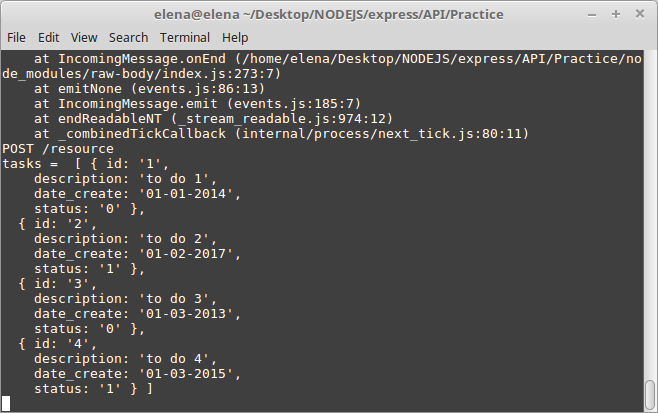 elena@elena ~/Desktop/NODEJS/express/API/Practice
File Edit View Search Terminal Help
    at IncomingMessage.onEnd (/home/elena/Desktop/NODEJS/express/API/Practice/no
de_modules/raw-body/index.js:273:7)
    at emitNone (events.js:86:13)
    at IncomingMessage.emit (events.js:185:7)
    at endReadableNT (_stream_readable.js:974:12)
    at _combinedTickCallback (internal/process/next_tick.js:80:11)
POST /resource
tasks =  [ { id: '1',
    description: 'to do 1',
    date_create: '01-01-2014',
    status: '0' },
  { id: '2',
    description: 'to do 2',
    date_create: '01-02-2017',
    status: '1' },
  { id: '3',
    description: 'to do 3',
    date_create: '01-03-2013',
    status: '0' },
  { id: '4',
    description: 'to do 4',
    date_create: '01-03-2015',
    status: '1' } ]